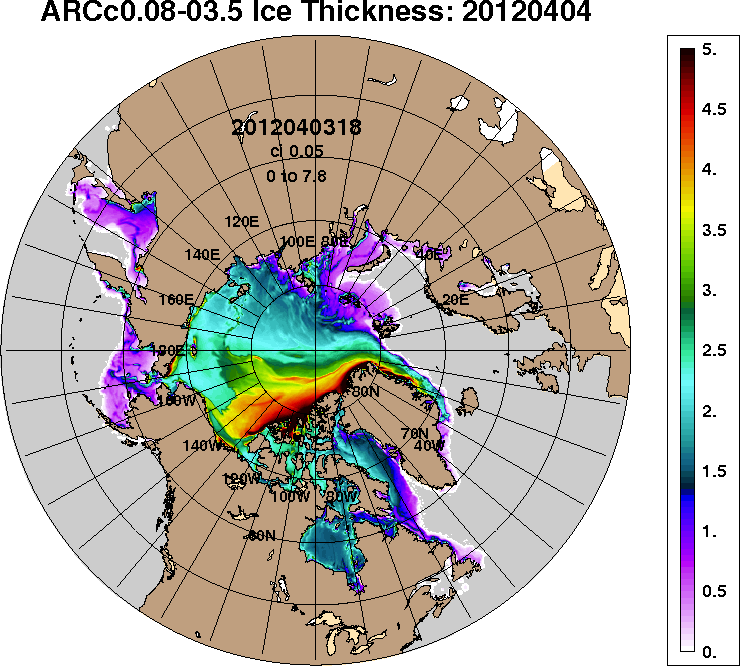 ARCc0.08-03.5 Ice Thickness: 20120404
2012040318
ci 0.05
0 to 7.8
120E
100E
80E
40E
140E
20E
160E
180E
160W
80N
140W
70N
40W
120W
100W
80W
60N
5.
4.5
4.
3.5
3.
2.5
2.
1.5
1.
0.5
0.